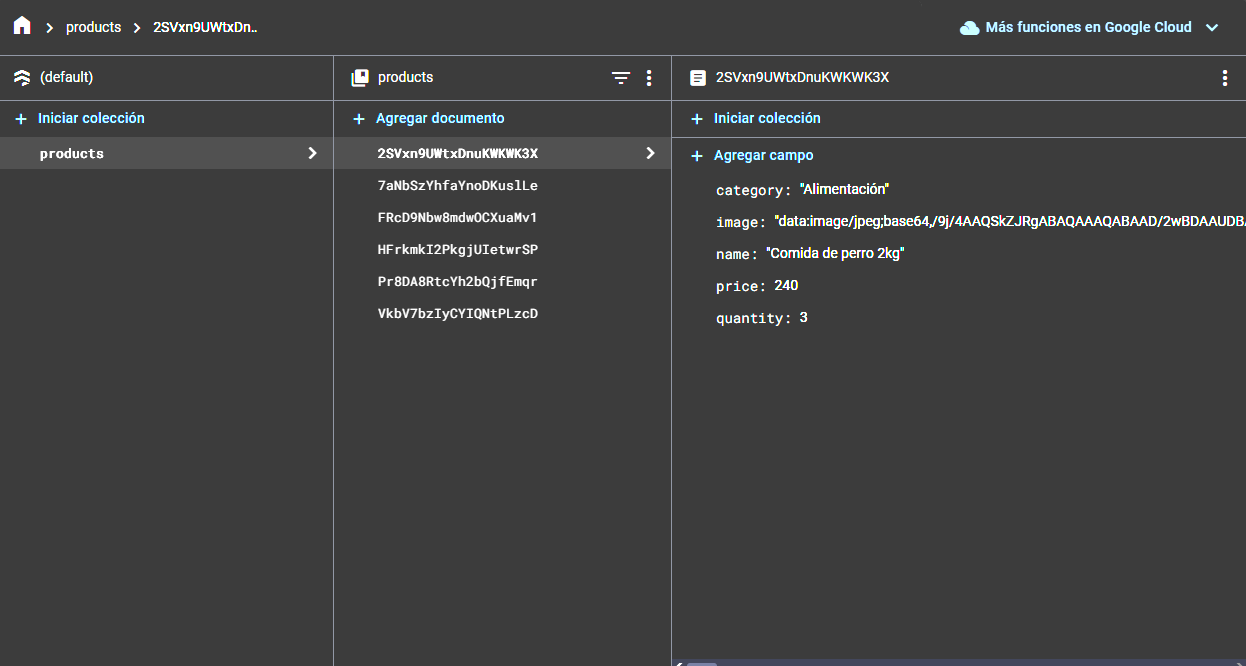 products
2SVxn9UWtxDn..
Más funciones en Google Cloud
(default)
products
2SVxn9UWtxDnuKWKWK3X
+ Iniciar colección
+ Agregar documento
+ Iniciar colección
products
2SVxn9UWtxDnuKWKWK3X
+ Agregar campo
7aNbSzYhfaYnoDKuslLe
category: "Alimentación"
FRcD9Nbw8mdwOCXuaMv1
image: "data:image/jpeg;base64,/9j/4AAQSkZJRgABAQAAAQABAAD/2wBDAAUDBA
HFrkmkI2PkgjUIetwrSP
name: "Comida de perro 2kg"
Pr8DA8RtcYh2bQjfEmqr
price: 240
VkbV7bzIyCYIQNtPLzcD
quantity: 3